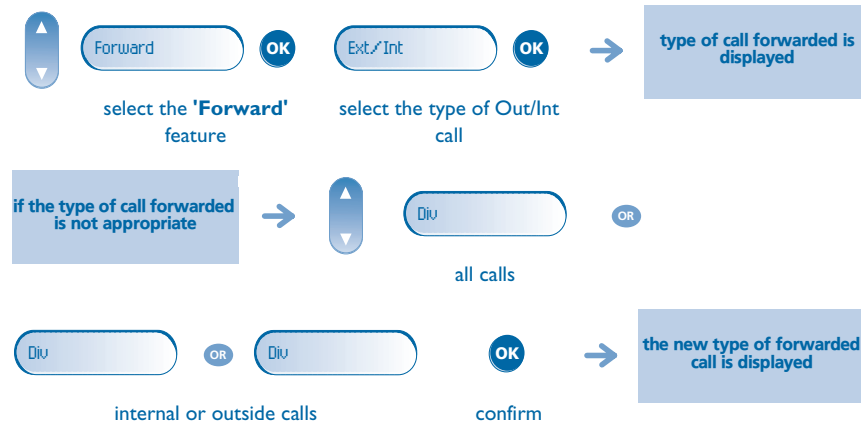 Forward OK Ext/Int OK type of call forwarded is
displayed
select the 'Forward'
feature
select the type of Out/Int
call
if the type of call forwarded
is not appropriate
Div OR
all calls
Div OR Div OK the new type of forwarded
call is displayed
internal or outside calls confirm